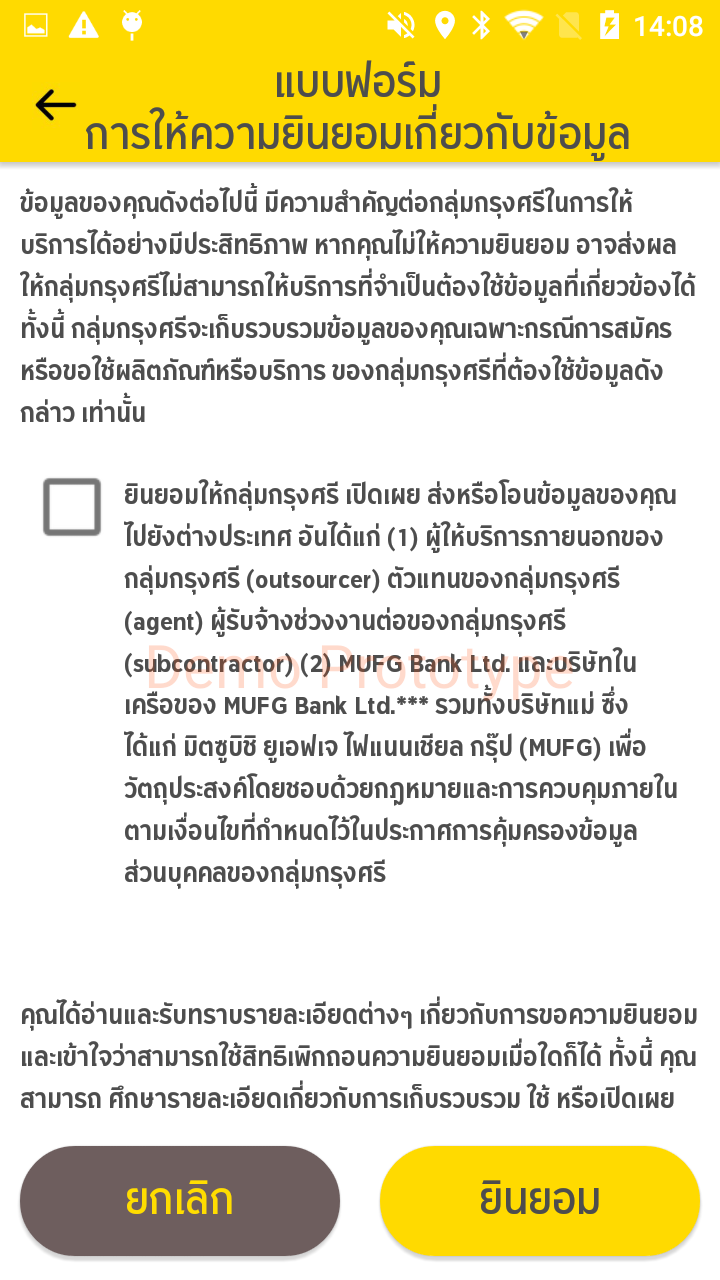 14:08
แบบฟอร์ม
การให้ความยินยอมเกี่ยวกับข้อมูล
ข้อมูลของคุณดังต่อไปนี้ มีความสำคัญต่อกลุ่มกรุงศรีในการให้
บริการได้อย่างมีประสิทธิภาพ หากคุณไม่ให้ความยินยอม อาจส่งผล
ให้กลุ่มกรุงศรีไม่สามารถให้บริการที่จำเป็นต้องใช้ข้อมูลที่เกี่ยวข้องได้
ทั้งนี้ กลุ่มกรุงศรีจะเก็บรวบรวมข้อมูลของคุณเฉพาะกรณีการสมัคร
หรือขอใช้ผลิตภัณฑ์หรือบริการ ของกลุ่มกรุงศรีที่ต้องใช้ข้อมูลดัง
กล่าว เท่านั้น
ยินยอมให้กลุ่มกรุงศรี เปิดเผย ส่งหรือโอนข้อมูลของคุณ
ไปยังต่างประเทศ อันได้แก่ (1) ผู้ให้บริการภายนอกของ
กลุ่มกรุงศรี (outsourcer) ตัวแทนของกลุ่มกรุงศรี
(agent) ผู้รับจ้างช่วงงานต่อของกลุ่มกรุงศรี
(subcontractor) (2) MUFG Bank Ltd. และบริษัทใน
Demo Prototype
เครือของ MUFG Bank Ltd.*** รวมทั้งบริษัทแม่ ซึ่ง
ได้แก่ มิตซูบิชิ ยูเอฟเจ ไฟแนนเชียล กรุ๊ป (MUFG) เพื่อ
วัตถุประสงค์โดยชอบด้วยกฎหมายและการควบคุมภายใน
ตามเงื่อนไขที่กำหนดไว้ในประกาศการคุ้มครองข้อมูล
ส่วนบุคคลของกลุ่มกรุงศรี
คุณได้อ่านและรับทราบรายละเอียดต่างๆ เกี่ยวกับการขอความยินยอม
และเข้าใจว่าสามารถใช้สิทธิเพิกถอนความยินยอมเมื่อใดก็ได้ ทั้งนี้ คุณ
สามารถ ศึกษารายละเอียดเกี่ยวกับการเก็บรวบรวม ใช้ หรือเปิดเผย
ยกเลิก
ยินยอม